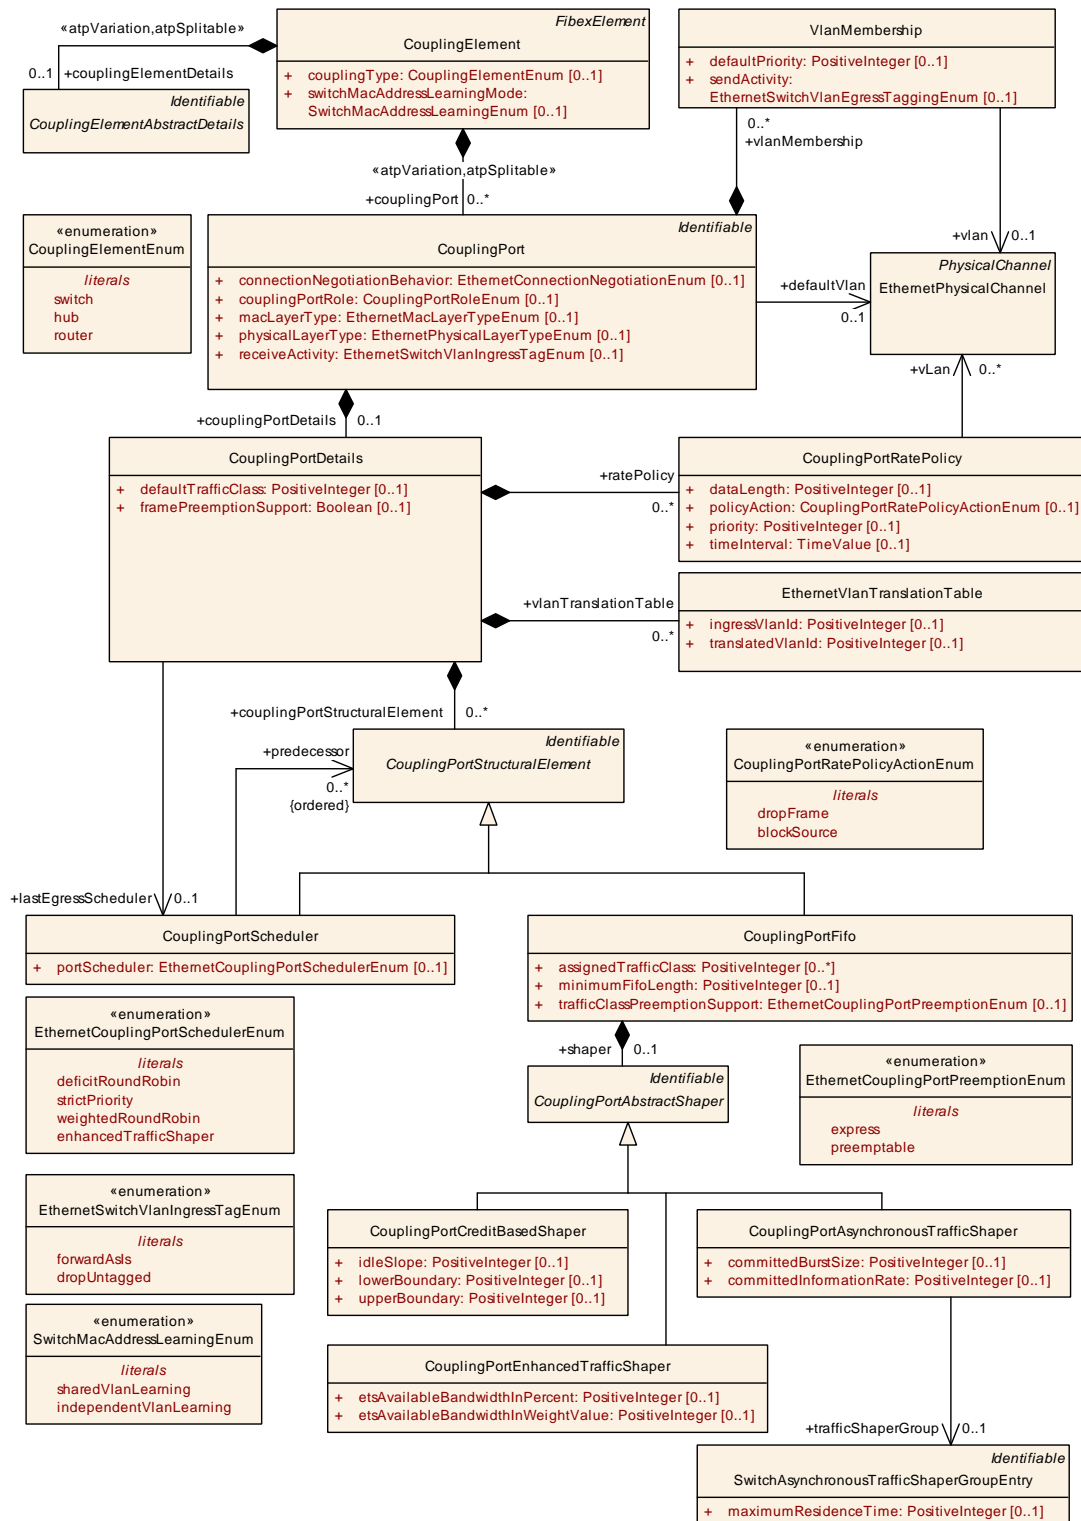 «atpVariation,atpSplitable»
0..1
+couplingElementDetails
FibexElement
CouplingElement
+ couplingType: CouplingElementEnum [0..1]
+ switchMacAddressLearningMode:
SwitchMacAddressLearningEnum [0..1]
VlanMembership
+ defaultPriority: PositiveInteger [0..1]
+ sendActivity:
EthernetSwitchVlanEgressTaggingEnum [0..1]
Identifiable
CouplingElementAbstractDetails
0..*
+vlanMembership
«atpVariation,atpSplitable»
+couplingPort 0..*
«enumeration»
CouplingElementEnum
literals
switch
hub
router
Identifiable
CouplingPort
+ connectionNegotiationBehavior: EthernetConnectionNegotiationEnum [0..1]
+ couplingPortRole: CouplingPortRoleEnum [0..1]
+ macLayerType: EthernetMacLayerTypeEnum [0..1]
+ physicalLayerType: EthernetPhysicalLayerTypeEnum [0..1]
+ receiveActivity: EthernetSwitchVlanIngressTagEnum [0..1]
+vlan 0..1
+defaultVlan
0..1
PhysicalChannel
EthernetPhysicalChannel
+vLan 0..*
+couplingPortDetails 0..1
CouplingPortDetails
+ defaultTrafficClass: PositiveInteger [0..1]
+ framePreemptionSupport: Boolean [0..1]
+ratePolicy
0..*
CouplingPortRatePolicy
+ dataLength: PositiveInteger [0..1]
+ policyAction: CouplingPortRatePolicyActionEnum [0..1]
+ priority: PositiveInteger [0..1]
+ timeInterval: TimeValue [0..1]
+vlanTranslationTable
0..*
EthernetVlanTranslationTable
+ ingressVlanId: PositiveInteger [0..1]
+ translatedVlanId: PositiveInteger [0..1]
+couplingPortStructuralElement 0..*
+predecessor
0..*
{ordered}
Identifiable
CouplingPortStructuralElement
«enumeration»
CouplingPortRatePolicyActionEnum
literals
dropFrame
blockSource
+lastEgressScheduler 0..1
CouplingPortScheduler
+ portScheduler: EthernetCouplingPortSchedulerEnum [0..1]
CouplingPortFifo
+ assignedTrafficClass: PositiveInteger [0..*]
+ minimumFifoLength: PositiveInteger [0..1]
+ trafficClassPreemptionSupport: EthernetCouplingPortPreemptionEnum [0..1]
«enumeration»
EthernetCouplingPortSchedulerEnum
literals
deficitRoundRobin
strictPriority
weightedRoundRobin
enhancedTrafficShaper
+shaper 0..1
Identifiable
CouplingPortAbstractShaper
«enumeration»
EthernetCouplingPortPreemptionEnum
literals
express
preemptable
«enumeration»
EthernetSwitchVlanIngressTagEnum
literals
forwardAsIs
dropUntagged
CouplingPortCreditBasedShaper
+ idleSlope: PositiveInteger [0..1]
+ lowerBoundary: PositiveInteger [0..1]
+ upperBoundary: PositiveInteger [0..1]
CouplingPortAsynchronousTrafficShaper
+ committedBurstSize: PositiveInteger [0..1]
+ committedInformationRate: PositiveInteger [0..1]
«enumeration»
SwitchMacAddressLearningEnum
literals
sharedVlanLearning
independentVlanLearning
CouplingPortEnhancedTrafficShaper
+ etsAvailableBandwidthInPercent: PositiveInteger [0..1]
+ etsAvailableBandwidthInWeightValue: PositiveInteger [0..1]
+trafficShaperGroup 0..1
Identifiable
SwitchAsynchronousTrafficShaperGroupEntry
+ maximumResidenceTime: PositiveInteger [0..1]